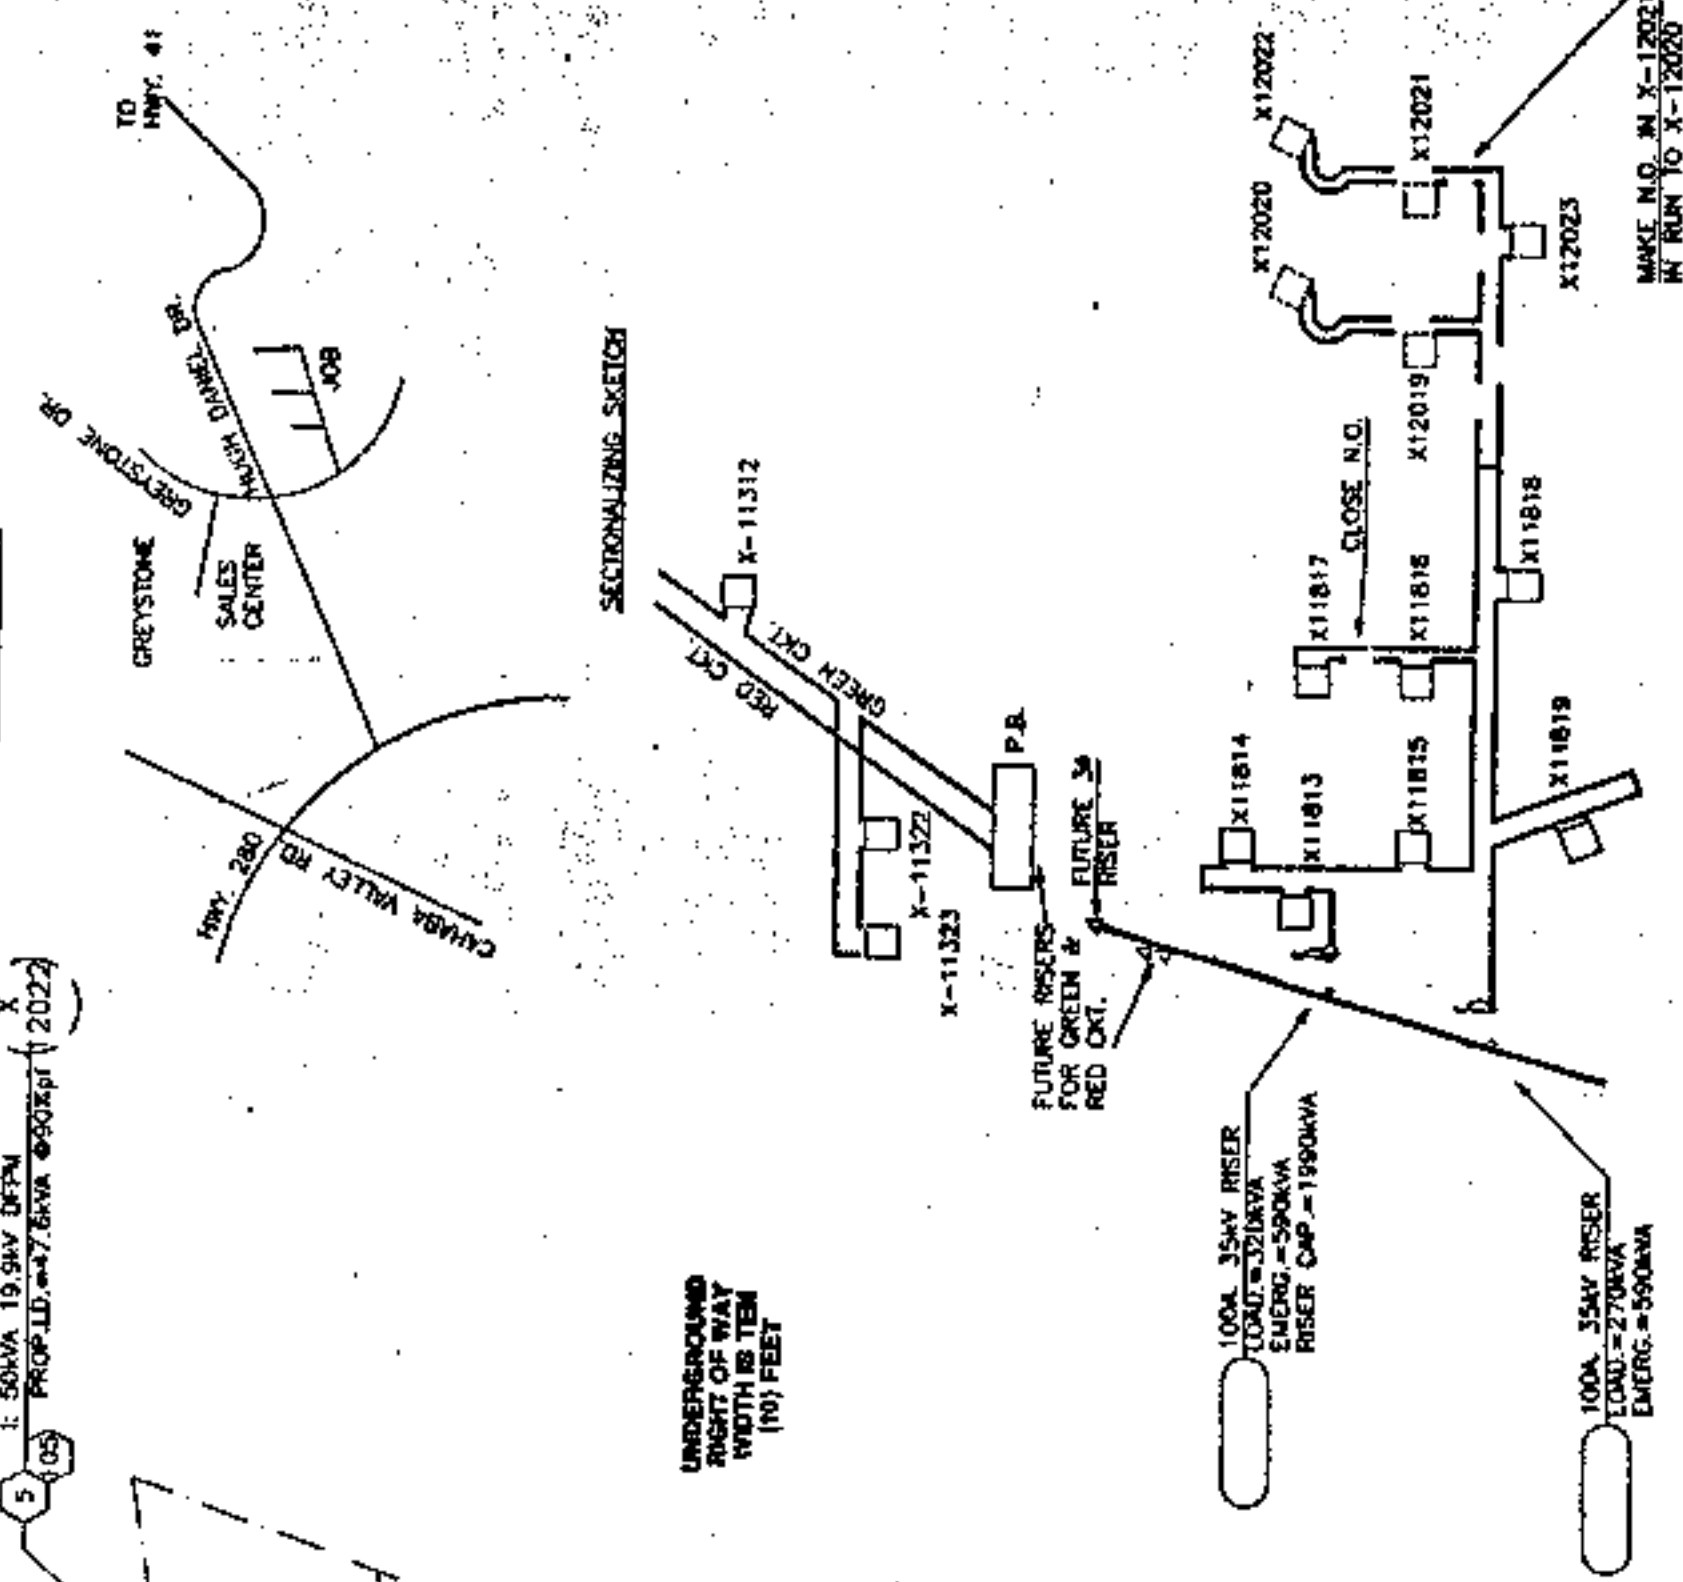 1: 50kVA 19.9kV DFPM
PROP.LD.=47.6kVA @90%pf
X
12022
5
05
TO
HWY. 41
HUGH DANIEL DR.
GREYSTONE DR.
JOB
GREYSTONE
SALES
CENTER
HWY. 280
CAHABA VALLEY RD.
SECTIONALIZING SKETCH
X-11312
GREEN CKT.
RED CKT.
P.B.
X-11322
X-11323
FUTURE RISERS
FOR GREEN &
RED CKT.
FUTURE 3Ø
RISER
UNDERGROUND
RIGHT OF WAY
WIDTH IS TEN
(10) FEET
X12022
X12020
X12021
X12023
X12019
MAKE N.O. IN X-12021
IN RUN TO X-12020
CLOSE N.O.
X11817
X11816
X11818
X11814
X11813
X11815
X11819
100A. 35kV RISER
LOAD.=320kVA
EMERG.=590kVA
RISER CAP.=1990kVA
100A. 35kV RISER
LOAD.=270kVA
EMERG.=590kVA